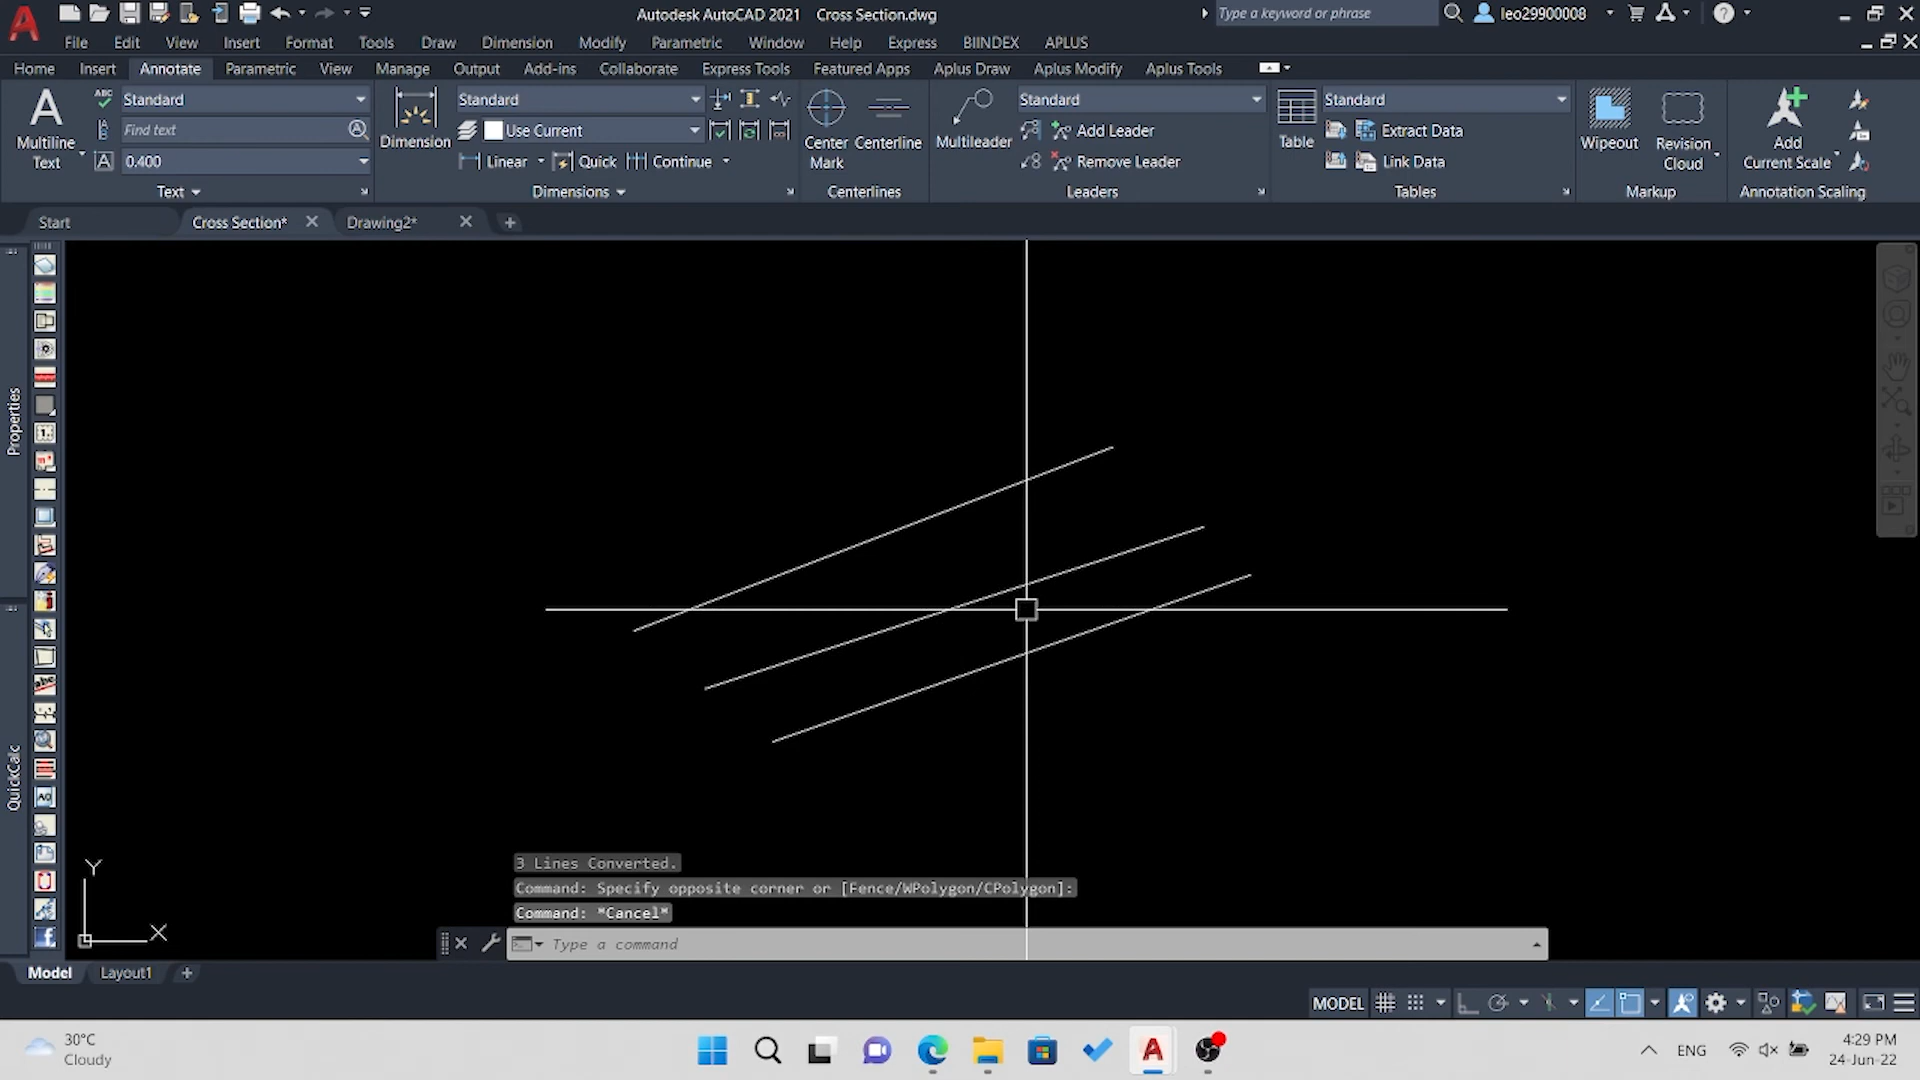 Autodesk AutoCAD 2021 Cross Section.dwg
Type a keyword or phrase
leo29900008
File Edit View Insert Format Tools Draw Dimension Modify Parametric Window Help Express BIINDEX APLUS
Home Insert Annotate Parametric View Manage Output Add-ins Collaborate Express Tools Featured Apps Aplus Draw Aplus Modify Aplus Tools
Standard Standard Standard Standard
Find text Use Current Add Leader Extract Data
Multiline Text
Dimension
Center Mark
Centerline
Multileader
Table
Wipeout
Revision Cloud
Add Current Scale
0.400 Linear Quick Continue Remove Leader Link Data
Text Dimensions Centerlines Leaders Tables Markup Annotation Scaling
Start Cross Section* Drawing2*
Properties
QuickCalc
Y
X
3 Lines Converted.
Command: Specify opposite corner or [Fence/WPolygon/CPolygon]:
Command: *Cancel*
Type a command
Model Layout1
MODEL
30°C
Cloudy
ENG
4:29 PM
24-Jun-22